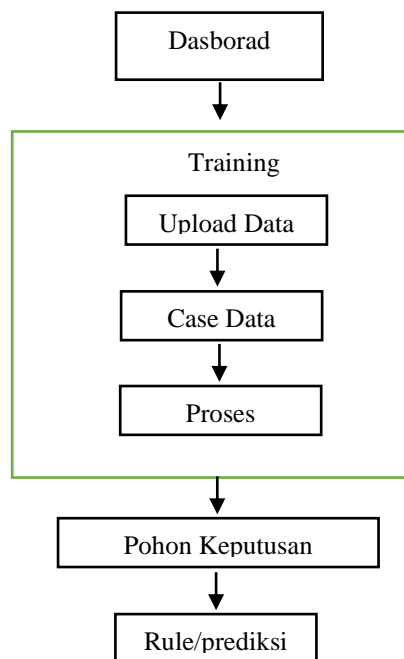 Dasborad
Training
Upload Data
Case Data
Proses
Pohon Keputusan
Rule/prediksi